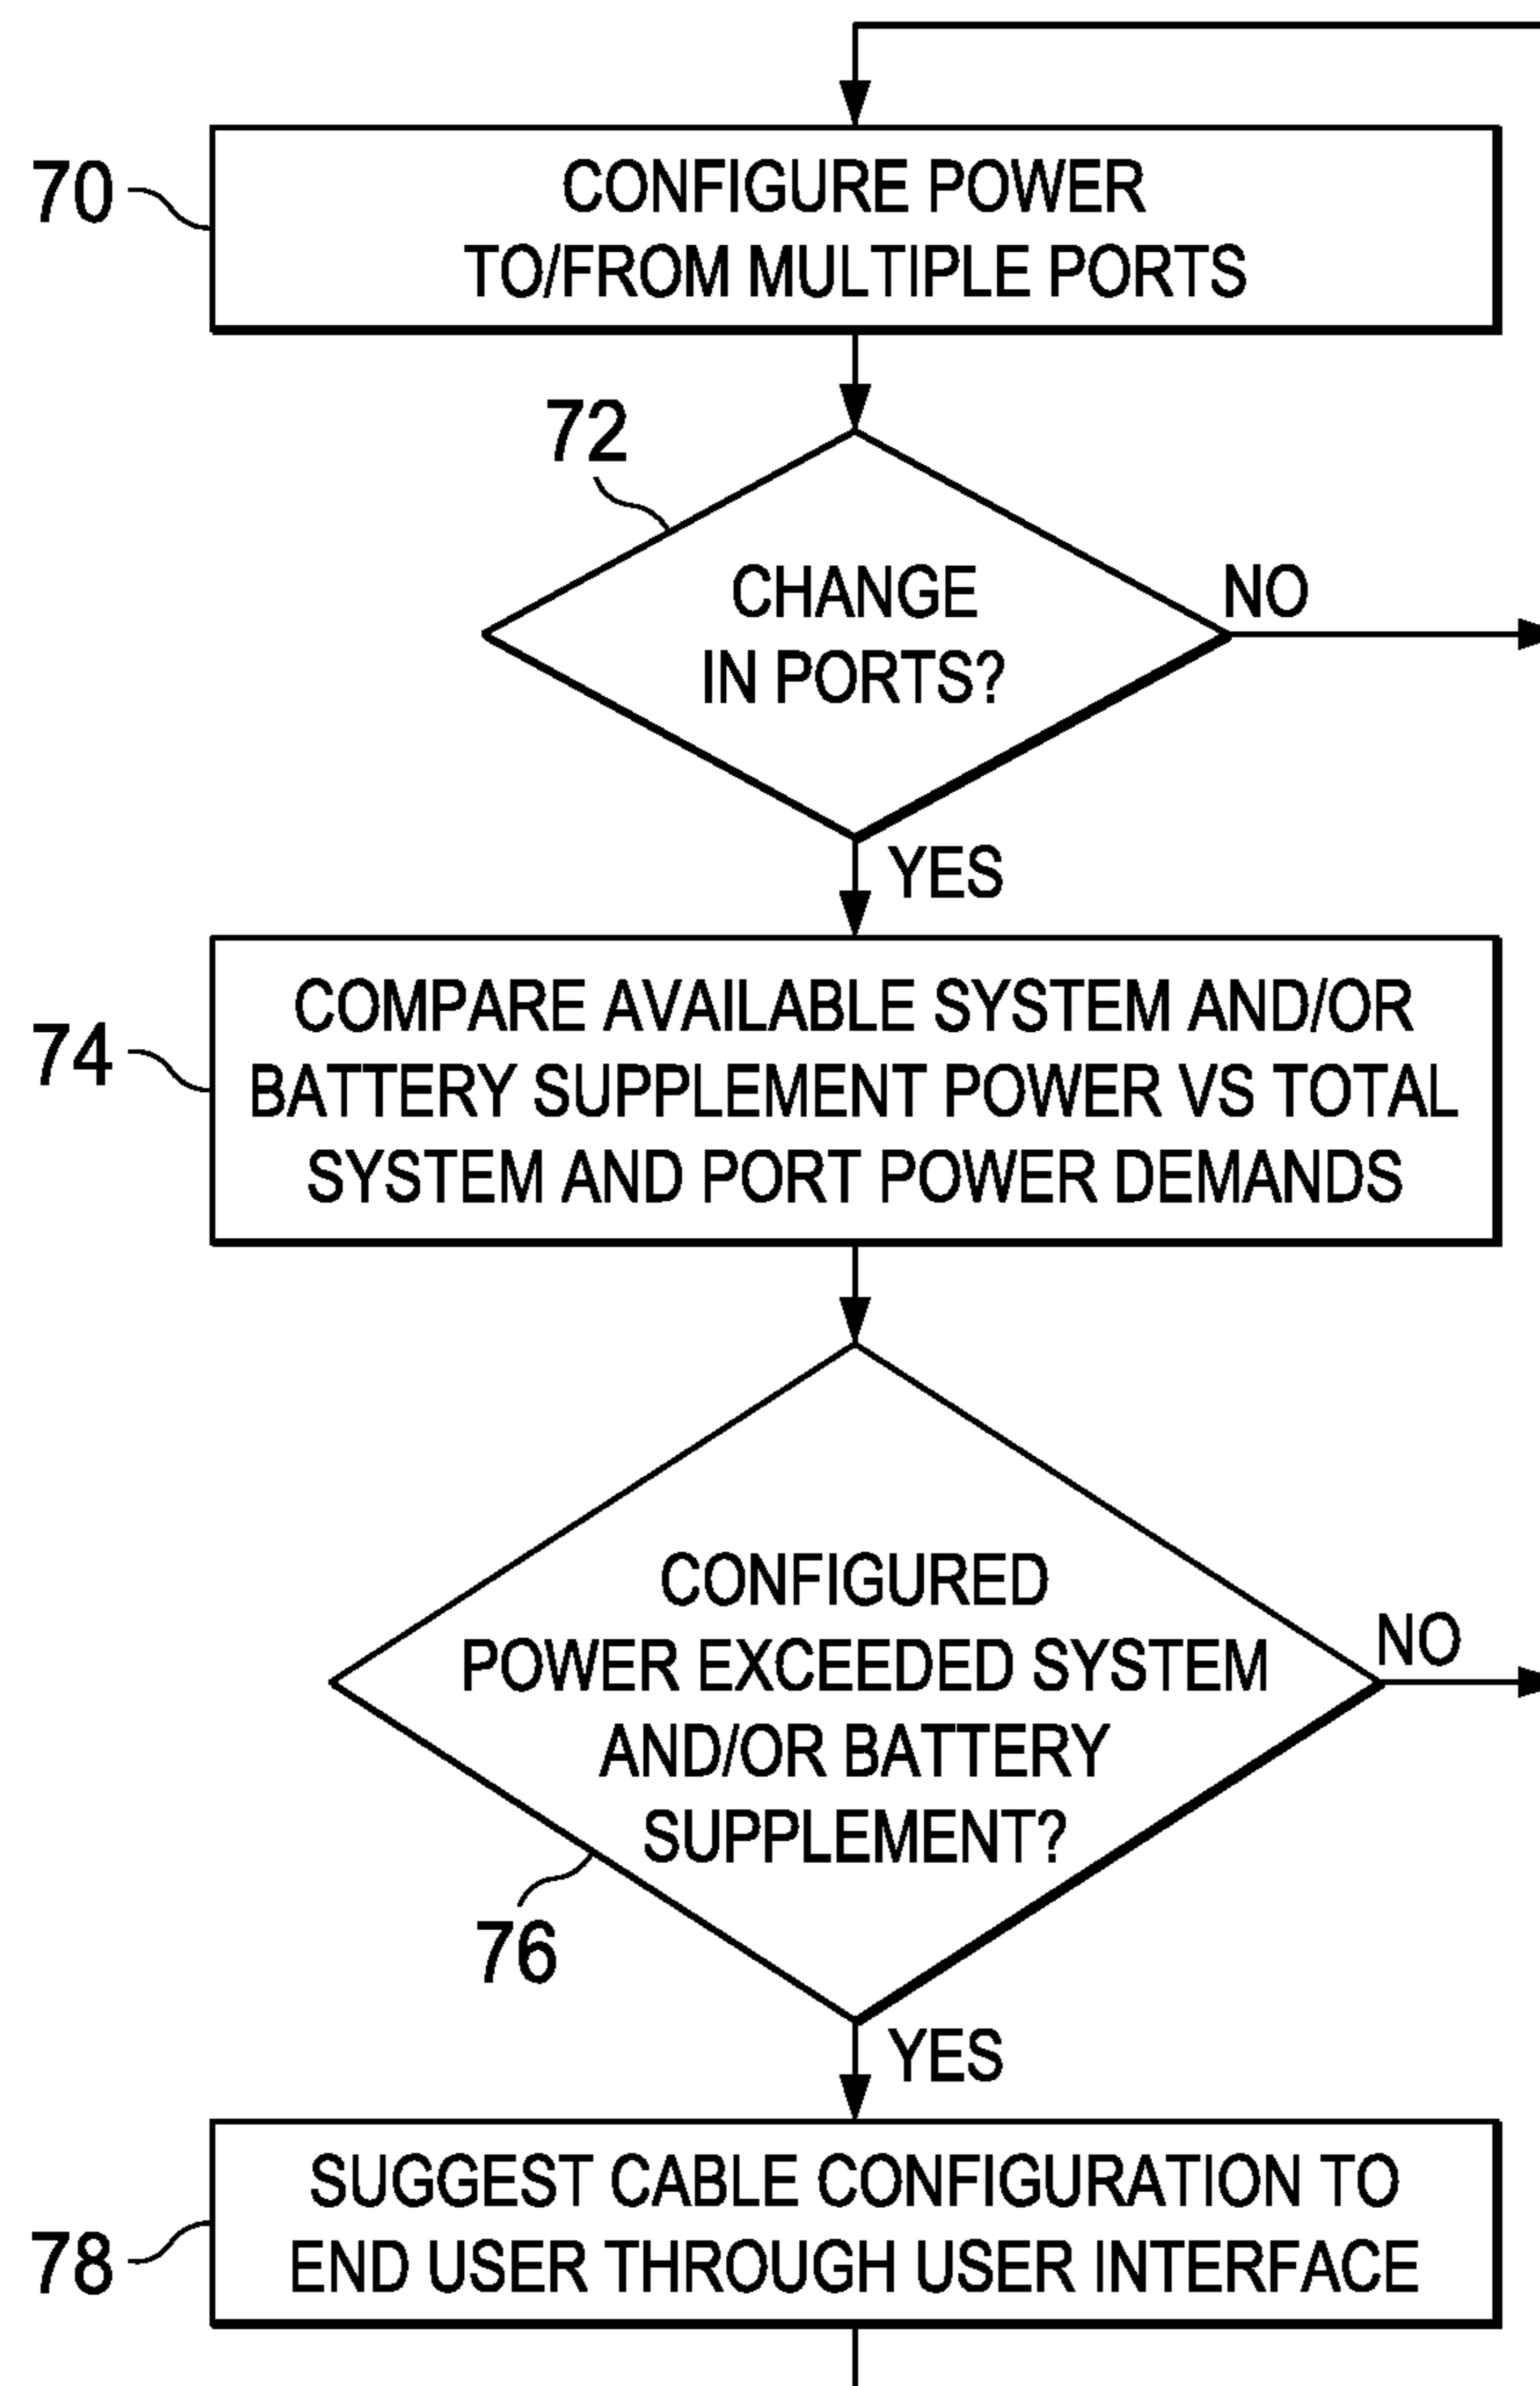 70
CONFIGURE POWER
TO/FROM MULTIPLE PORTS
72
CHANGE
IN PORTS?
NO
YES
74
COMPARE AVAILABLE SYSTEM AND/OR
BATTERY SUPPLEMENT POWER VS TOTAL
SYSTEM AND PORT POWER DEMANDS
CONFIGURED
POWER EXCEEDED SYSTEM
AND/OR BATTERY
SUPPLEMENT?
NO
76
YES
78
SUGGEST CABLE CONFIGURATION TO
END USER THROUGH USER INTERFACE